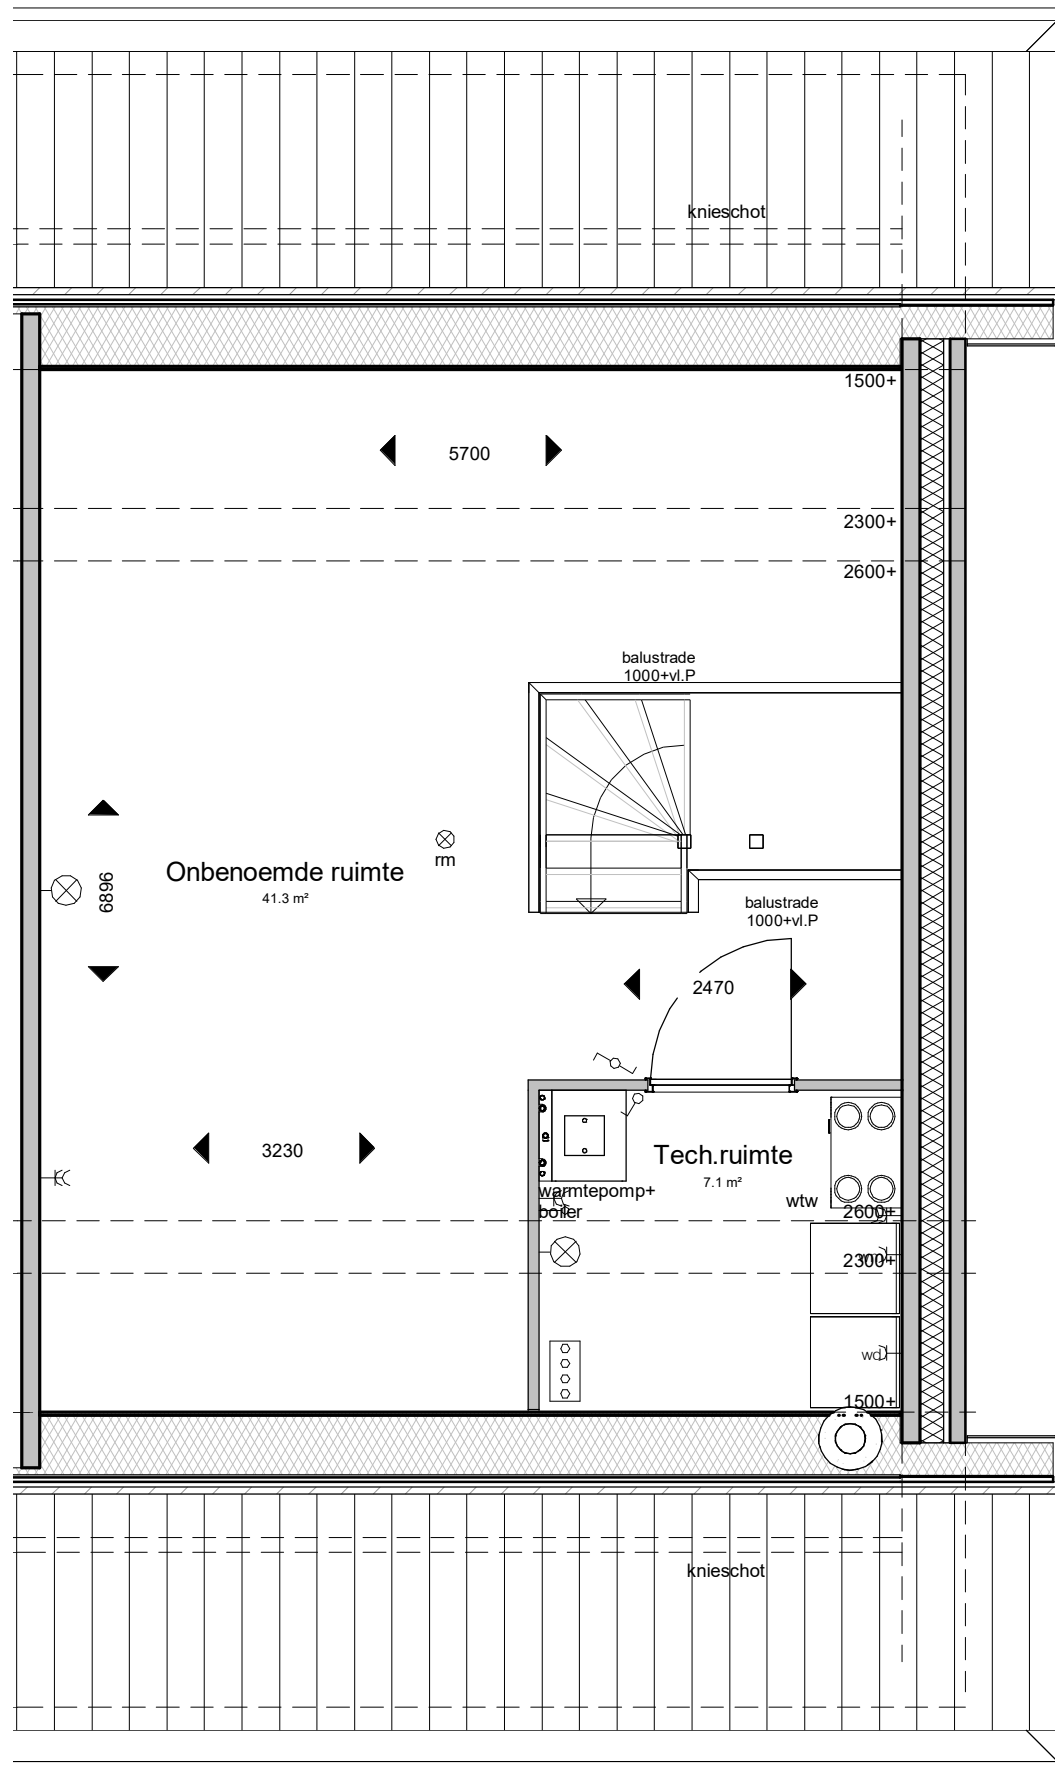 knieschot
1500+
5700
2300+
2600+
balustrade
1000+vl.P
rm
Onbenoemde ruimte
41.3 m²
6896
balustrade
1000+vl.P
2470
3230
Tech.ruimte
7.1 m²
warmtepomp+
boiler
wtw
2600+
2300+
wd
1500+
knieschot